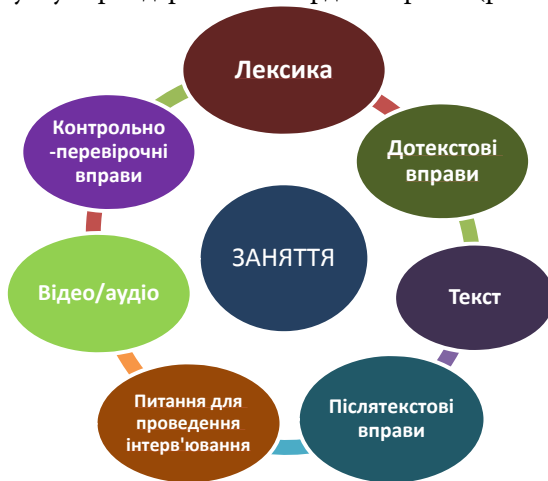 Лексика
Дотекстові
вправи
Текст
Післятекстові
вправи
Питання для
проведення
інтерв'ювання
Відео/аудіо
Контрольно
-перевірочні
вправи
ЗАНЯТТЯ